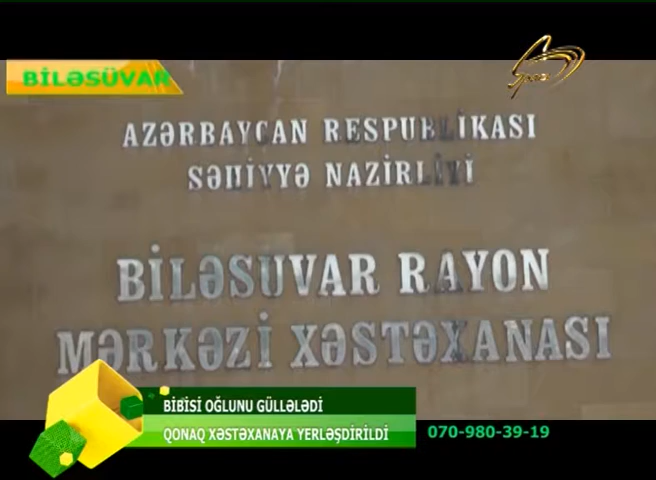 BİLƏSÜVAR
AZƏRBAYCAN RESPUBLİKASI
SƏHİYYƏ NAZİRLİYİ
BİLƏSUVAR RAYON
MƏRKƏZİ XƏSTƏXANASI
BİBİSİ OĞLUNU GÜLLƏLƏDİ
QONAQ XƏSTƏXANAYA YERLƏŞDİRİLDİ
070-980-39-19